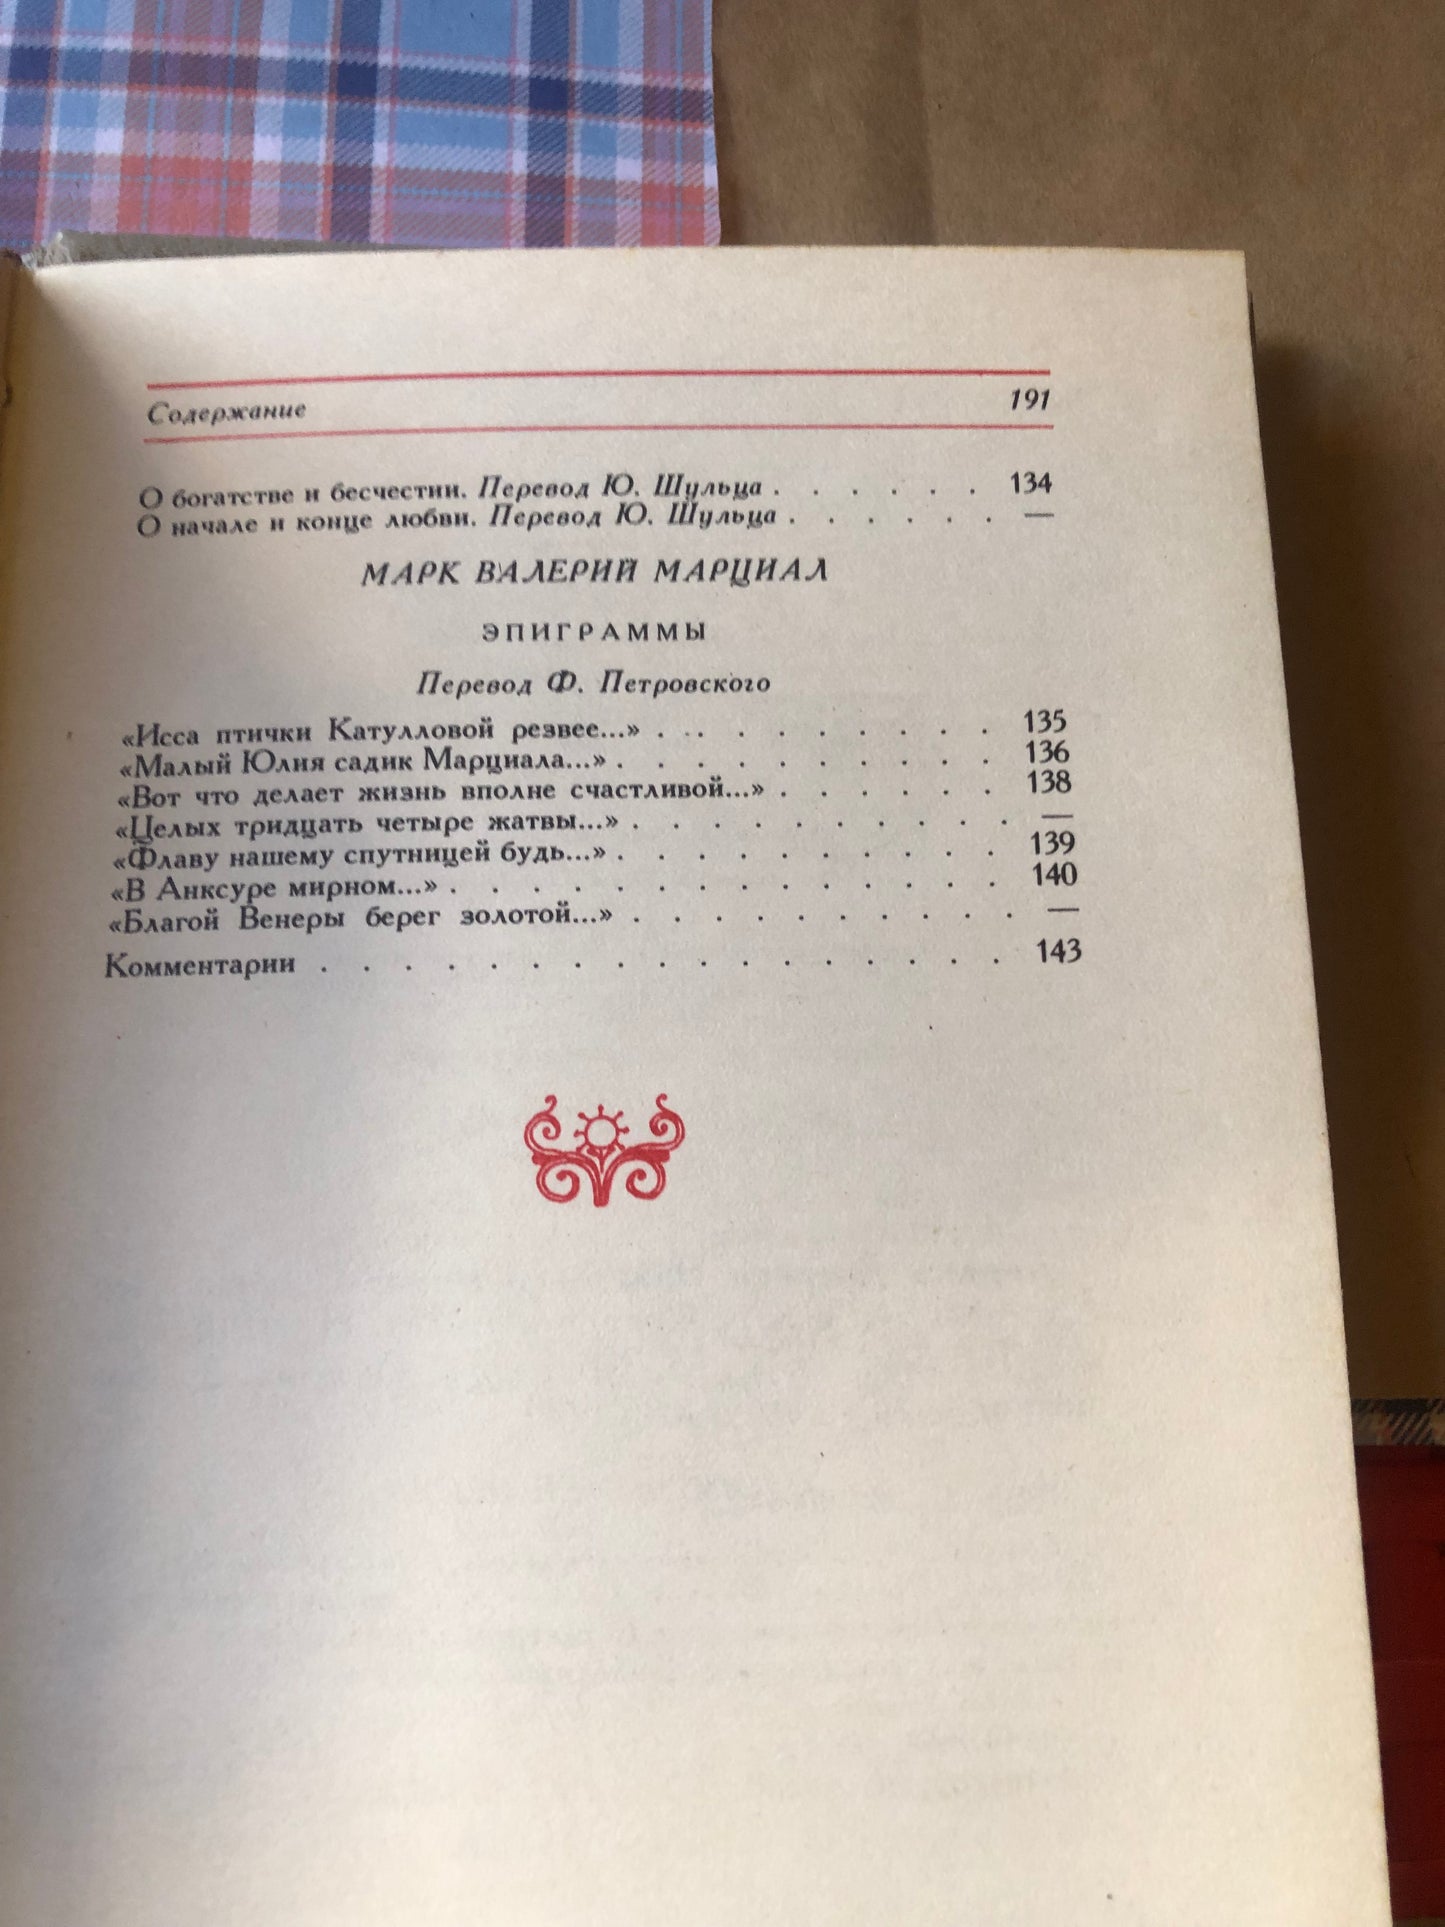 Содержание 191
О богатстве и бесчестии. Перевод Ю. Шульца . . . . . . 134
О начале и конце любви. Перевод Ю. Шульца . . . . . . —
МАРК ВАЛЕРИЙ МАРЦИАЛ
ЭПИГРАММЫ
Перевод Ф. Петровского
«Исса птички Катулловой резвее...» . . . . . . . . . 135
«Малый Юлия садик Марциала...» . . . . . . . . . . 136
«Вот что делает жизнь вполне счастливой...» . . . . . . 138
«Целых тридцать четыре жатвы...» . . . . . . . . . . —
«Флаву нашему спутницей будь...» . . . . . . . . . . 139
«В Анксуре мирном...» . . . . . . . . . . . . . . 140
«Благой Венеры берег золотой...» . . . . . . . . . . —
Комментарии . . . . . . . . . . . . . . . . . 143